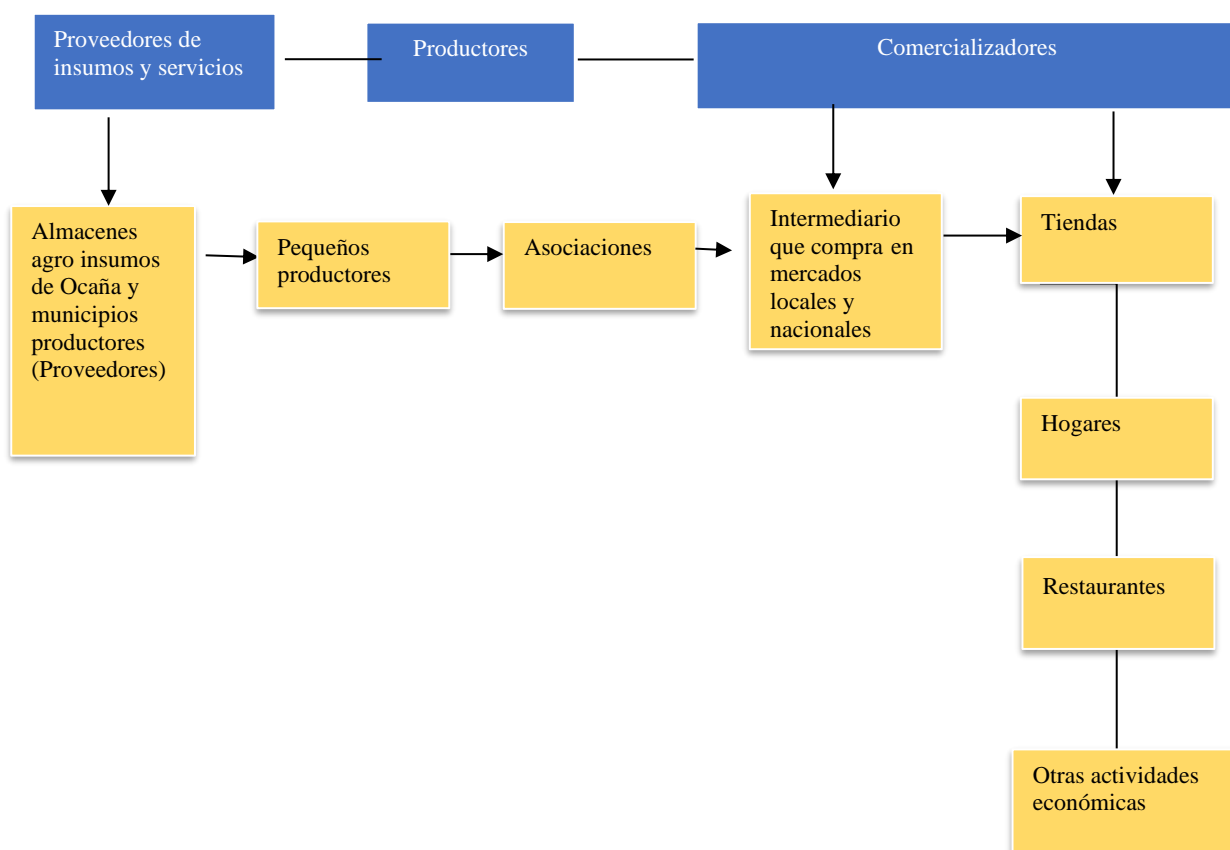 Proveedores de
insumos y servicios
Productores
Comercializadores
Almacenes
agro insumos
de Ocaña y
municipios
productores
(Proveedores)
Pequeños
productores
Asociaciones
Intermediario
que compra en
mercados
locales y
nacionales
Tiendas
Hogares
Restaurantes
Otras actividades
económicas